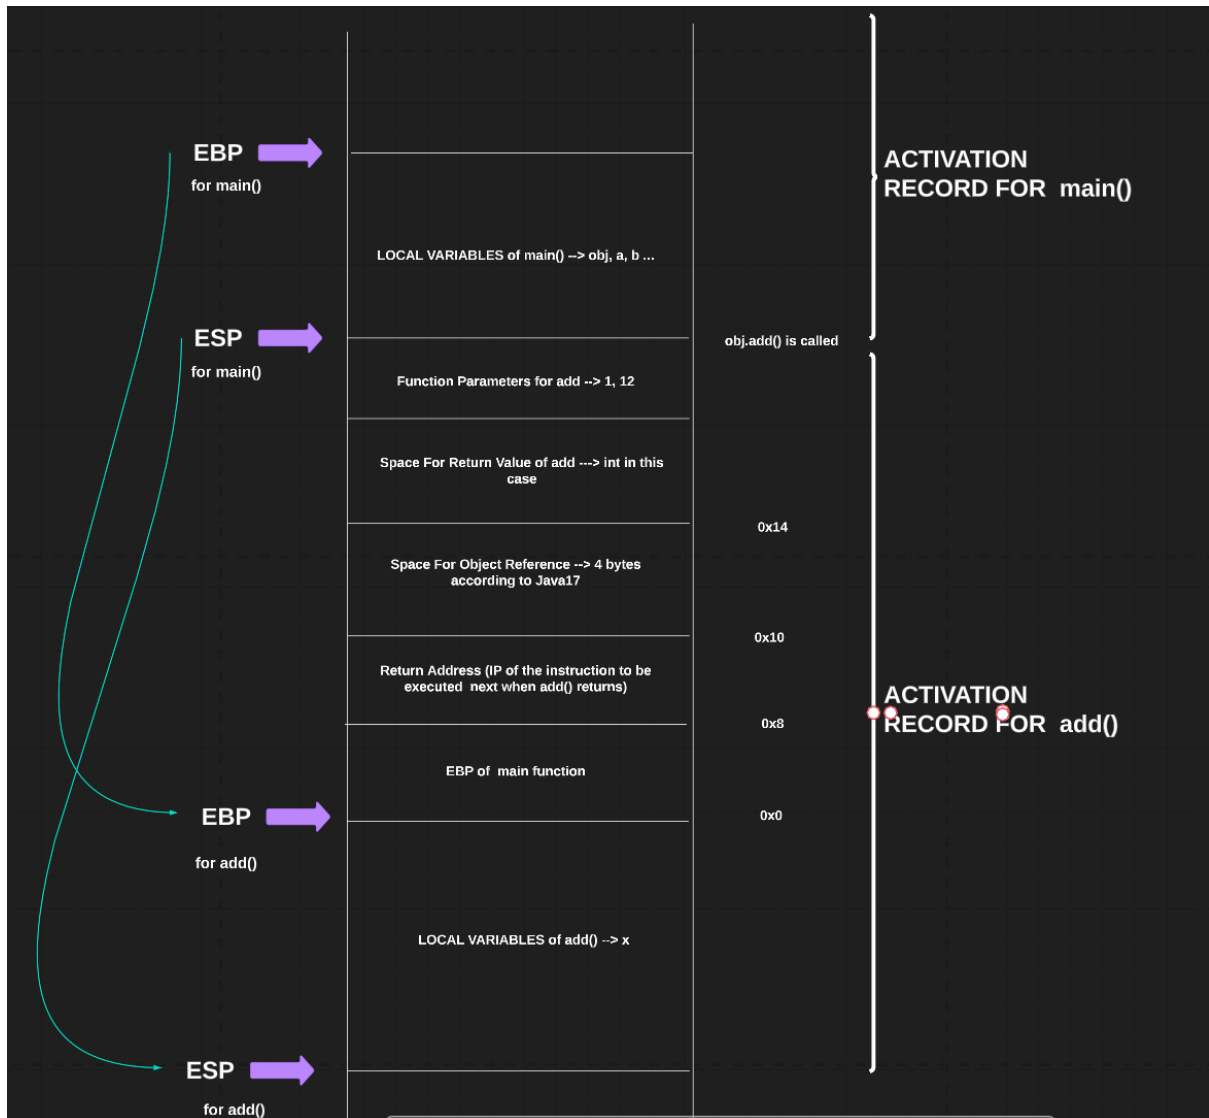 EBP
for main()
ACTIVATION
RECORD FOR main()
LOCAL VARIABLES of main() --> obj, a, b ...
ESP
for main()
obj.add() is called
Function Parameters for add --> 1, 12
Space For Return Value of add ---> int in this
case
0x14
Space For Object Reference --> 4 bytes
according to Java17
0x10
Return Address (IP of the instruction to be
executed next when add() returns)
ACTIVATION
RECORD FOR add()
0x8
EBP of main function
EBP
for add()
0x0
LOCAL VARIABLES of add() --> x
ESP
for add()